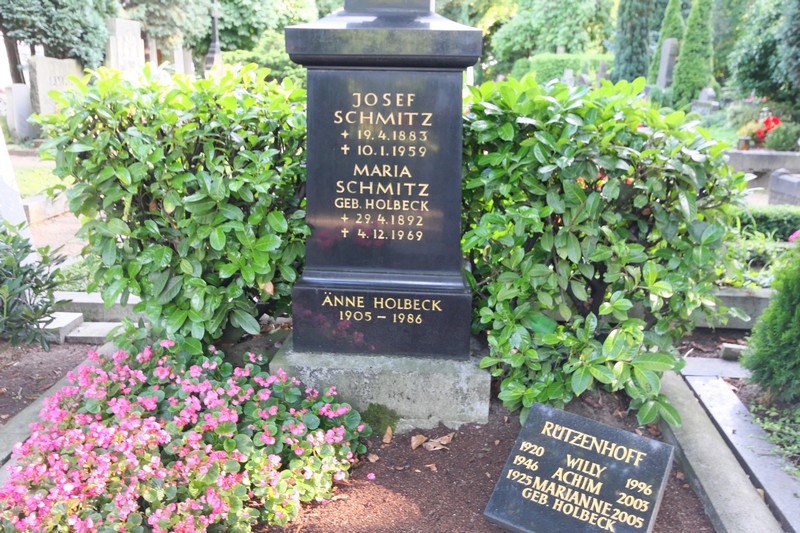 JOSEF
SCHMITZ
+ 19.4.1883
✝ 10.1.1959
MARIA
SCHMITZ
GEB. HOLBECK
+ 29.4.1892
✝ 4.12.1969
ÄNNE HOLBECK
1905 – 1986
RÜTZENHOFF
1920 WILLY 1996
1946 ACHIM 2003
1925 MARIANNE 2005
GEB. HOLBECK